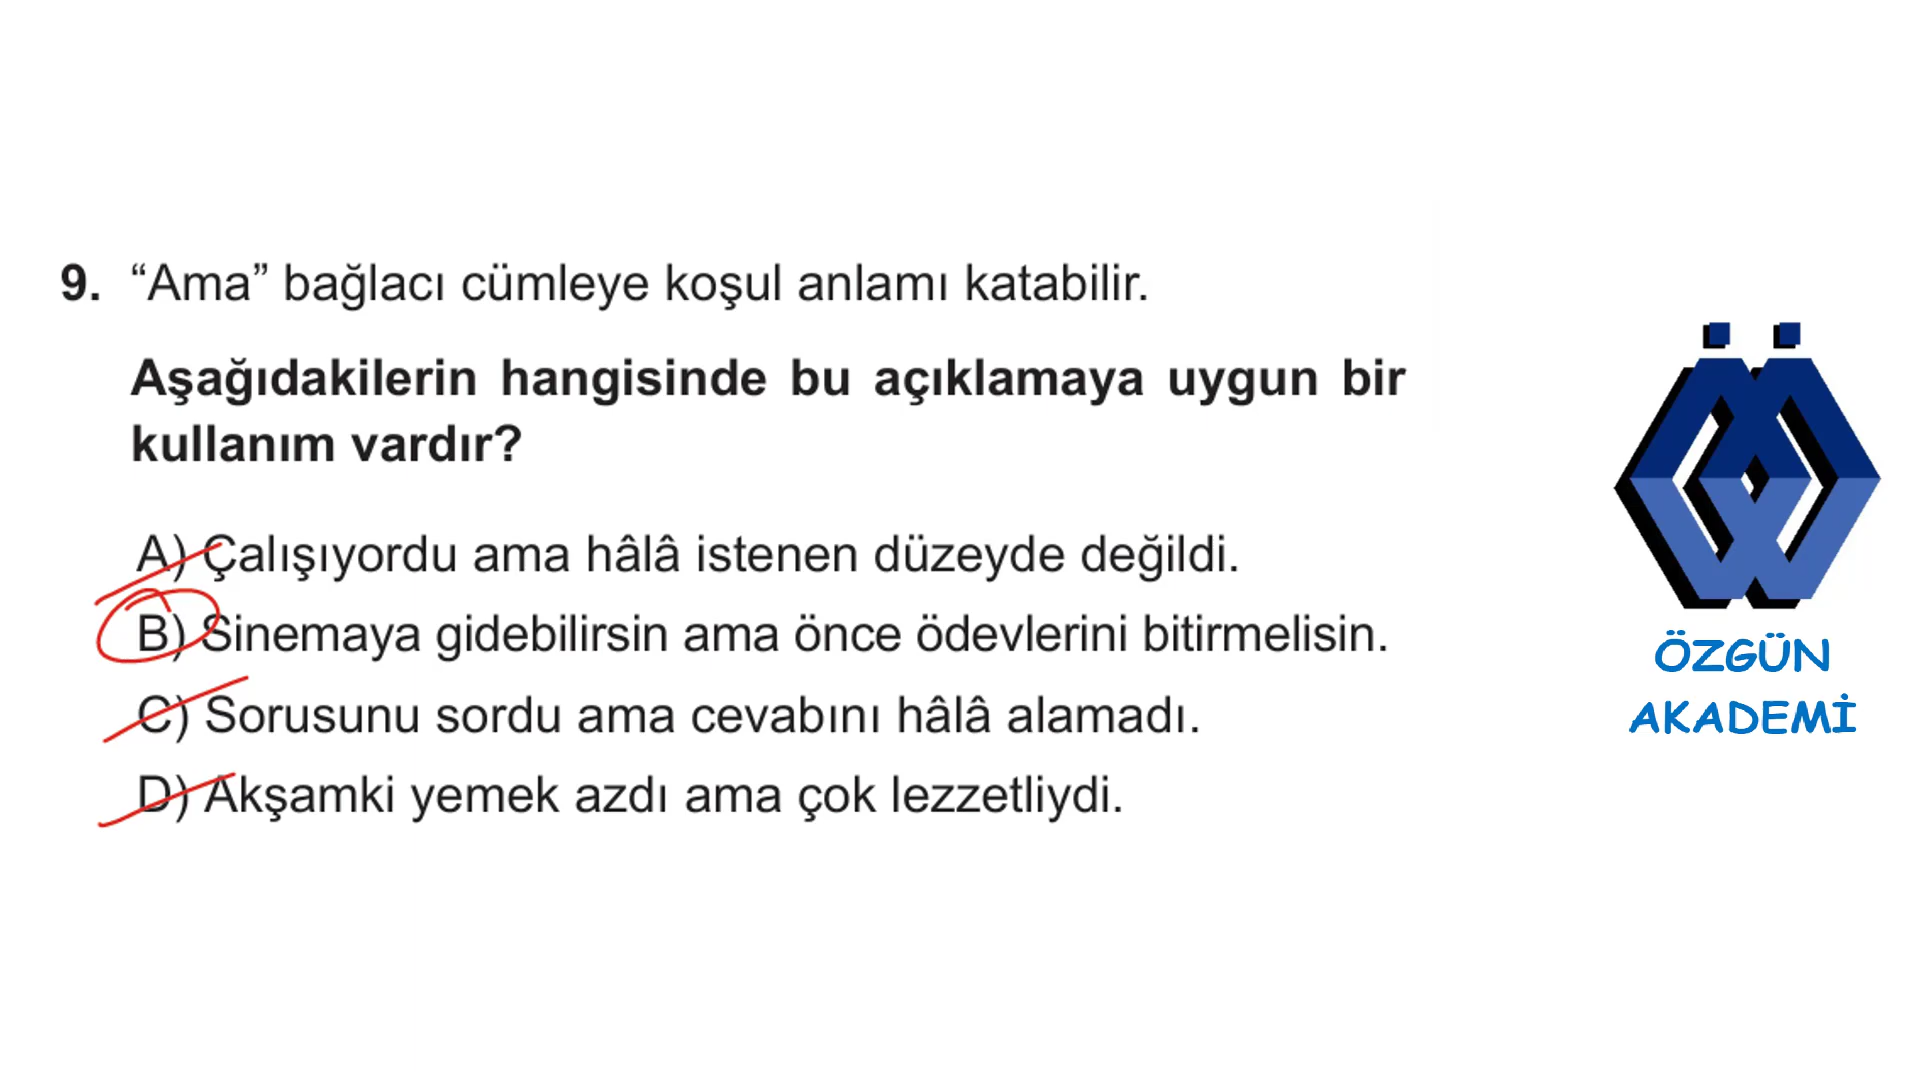 9. “Ama” bağlacı cümleye koşul anlamı katabilir.
Aşağıdakilerin hangisinde bu açıklamaya uygun bir
kullanım vardır?
A) Çalışıyordu ama hâlâ istenen düzeyde değildi.
B) Sinemaya gidebilirsin ama önce ödevlerini bitirmelisin.
C) Sorusunu sordu ama cevabını hâlâ alamadı.
D) Akşamki yemek azdı ama çok lezzetliydi.
ÖZGÜN
AKADEMİ